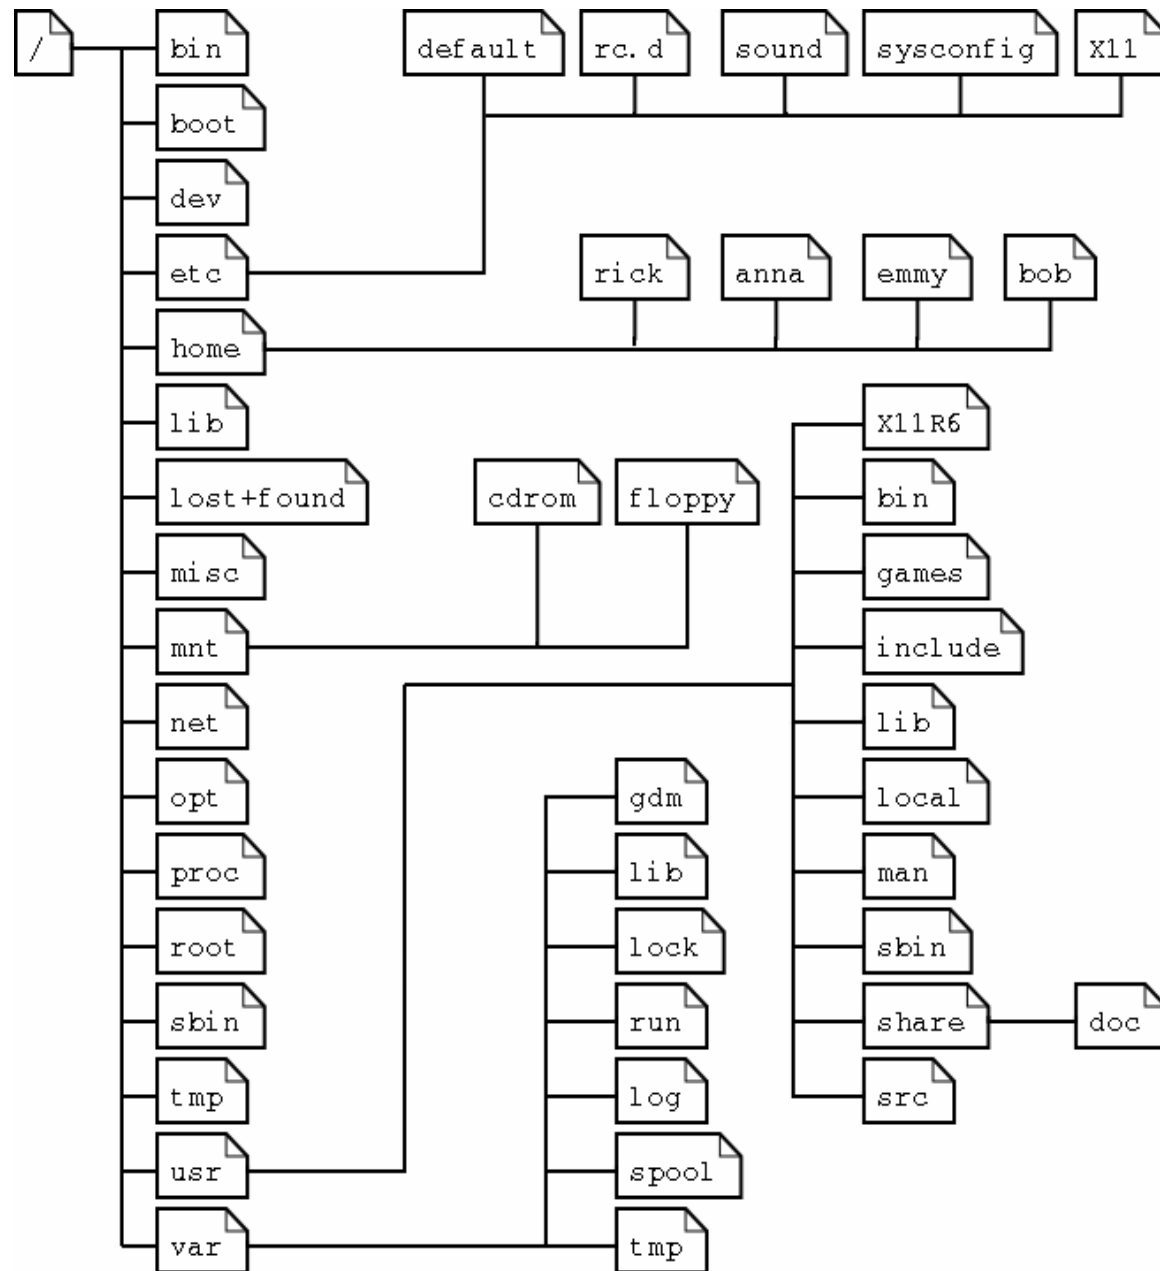 / bin default rc.d sound sysconfig X11
boot
dev
etc rick anna emmy bob
home
lib X11R6
lost+found cdrom floppy bin
misc games
mnt include
net lib
opt gdm local
proc lib man
root lock sbin
sbin run share doc
tmp log src
usr spool
var tmp